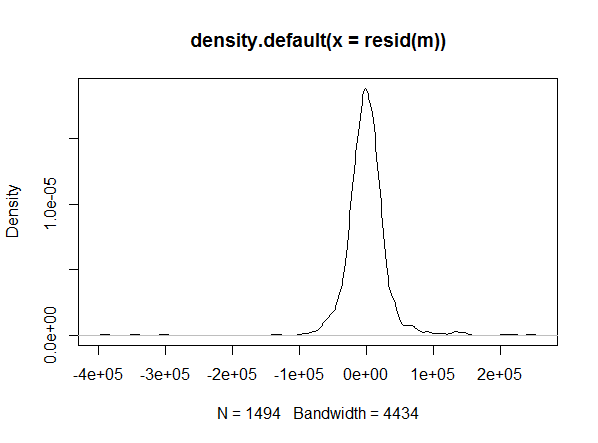 density.default(x = resid(m))
Density
1.0e-05
0.0e+00
-4e+05 -3e+05 -2e+05 -1e+05 0e+00 1e+05 2e+05
N = 1494 Bandwidth = 4434